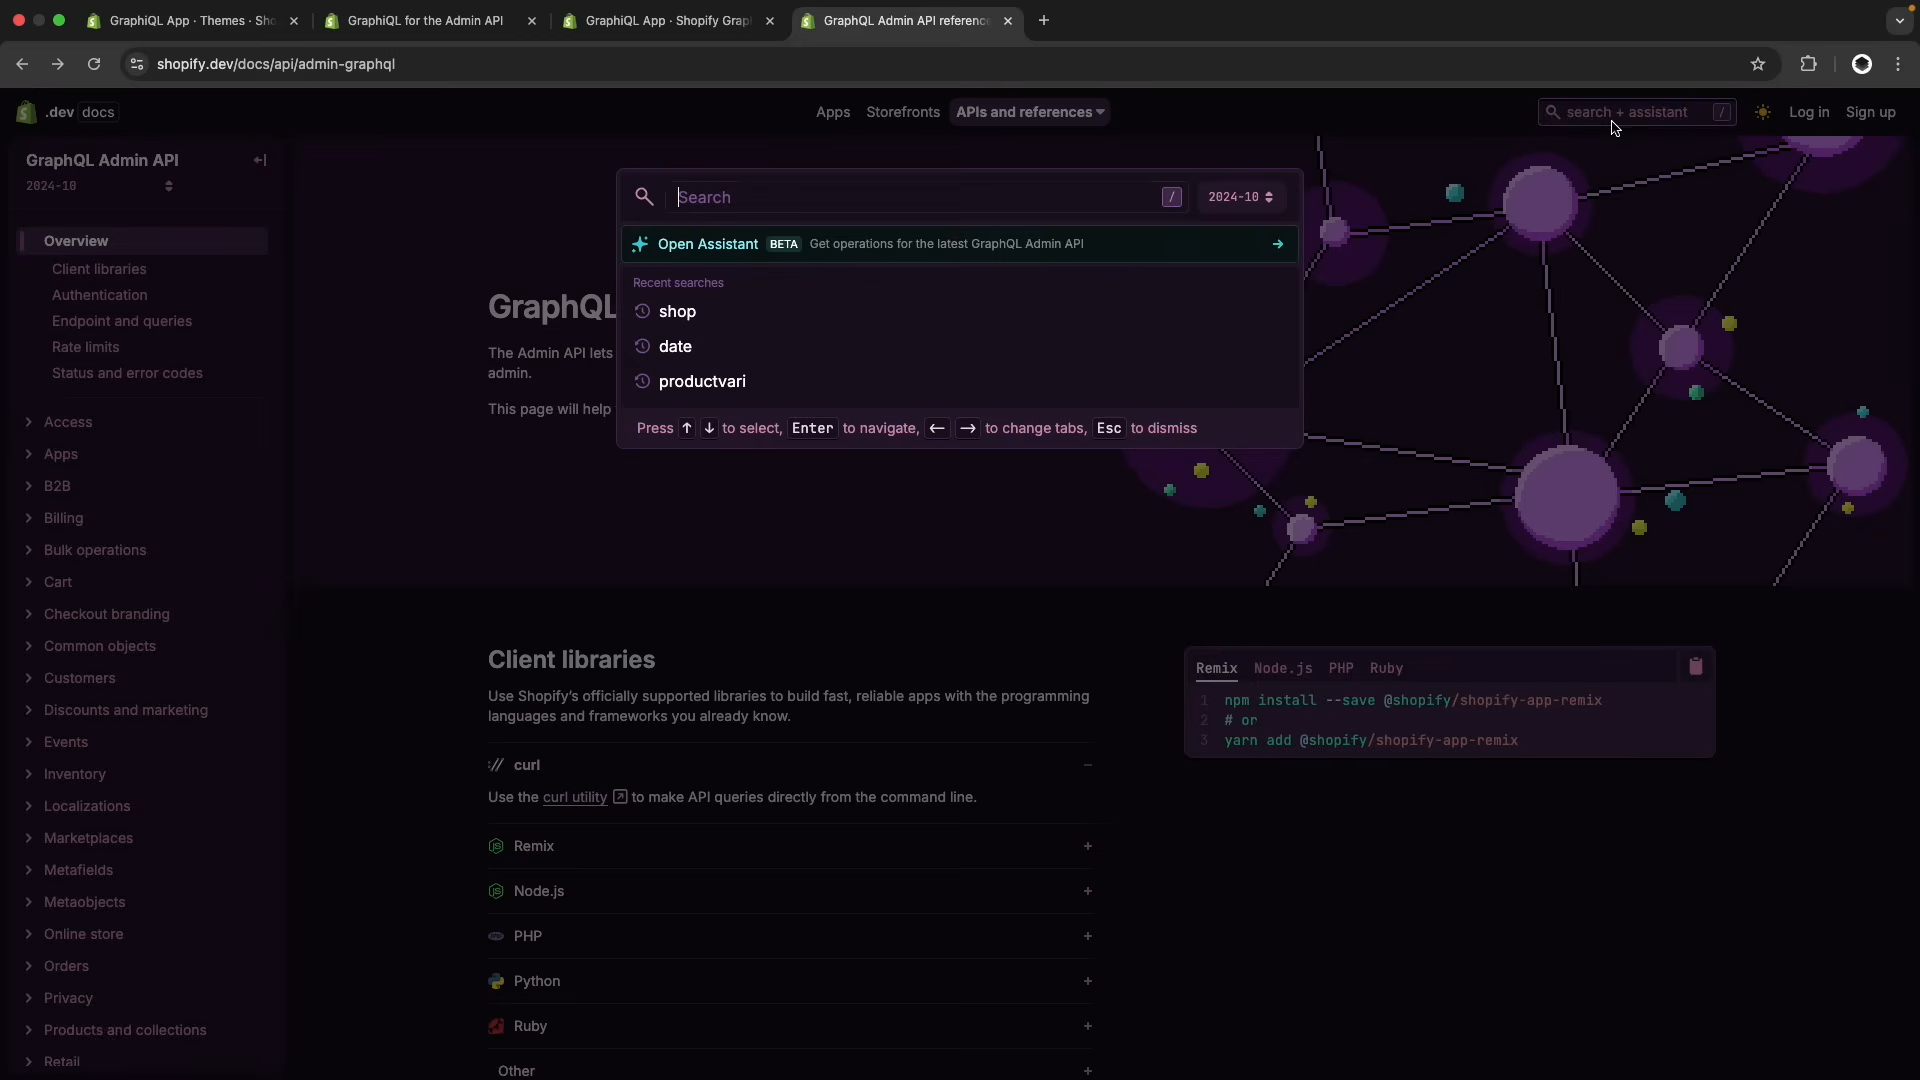 GraphiQL App · Themes · Sho
GraphiQL for the Admin API
GraphiQL App · Shopify Grap
GraphQL Admin API reference
shopify.dev/docs/api/admin-graphql
.dev docs
Apps
Storefronts
APIs and references
search + assistant /
Log in
Sign up
GraphQL Admin API
2024-10
Overview
Client libraries
Authentication
Endpoint and queries
Rate limits
Status and error codes
Access
Apps
B2B
Billing
Bulk operations
Cart
Checkout branding
Common objects
Customers
Discounts and marketing
Events
Inventory
Localizations
Marketplaces
Metafields
Metaobjects
Online store
Orders
Privacy
Products and collections
Retail
Search / 2024-10
Open Assistant BETA Get operations for the latest GraphQL Admin API →
Recent searches
shop
date
productvari
Press ↑ ↓ to select, Enter to navigate, ← → to change tabs, Esc to dismiss
GraphQL
The Admin API lets
admin.
This page will help
Client libraries
Use Shopify's officially supported libraries to build fast, reliable apps with the programming
languages and frameworks you already know.
:// curl −
Use the curl utility to make API queries directly from the command line.
Remix +
Node.js +
PHP +
Python +
Ruby +
Other +
Remix Node.js PHP Ruby
1 npm install --save @shopify/shopify-app-remix
2 # or
3 yarn add @shopify/shopify-app-remix